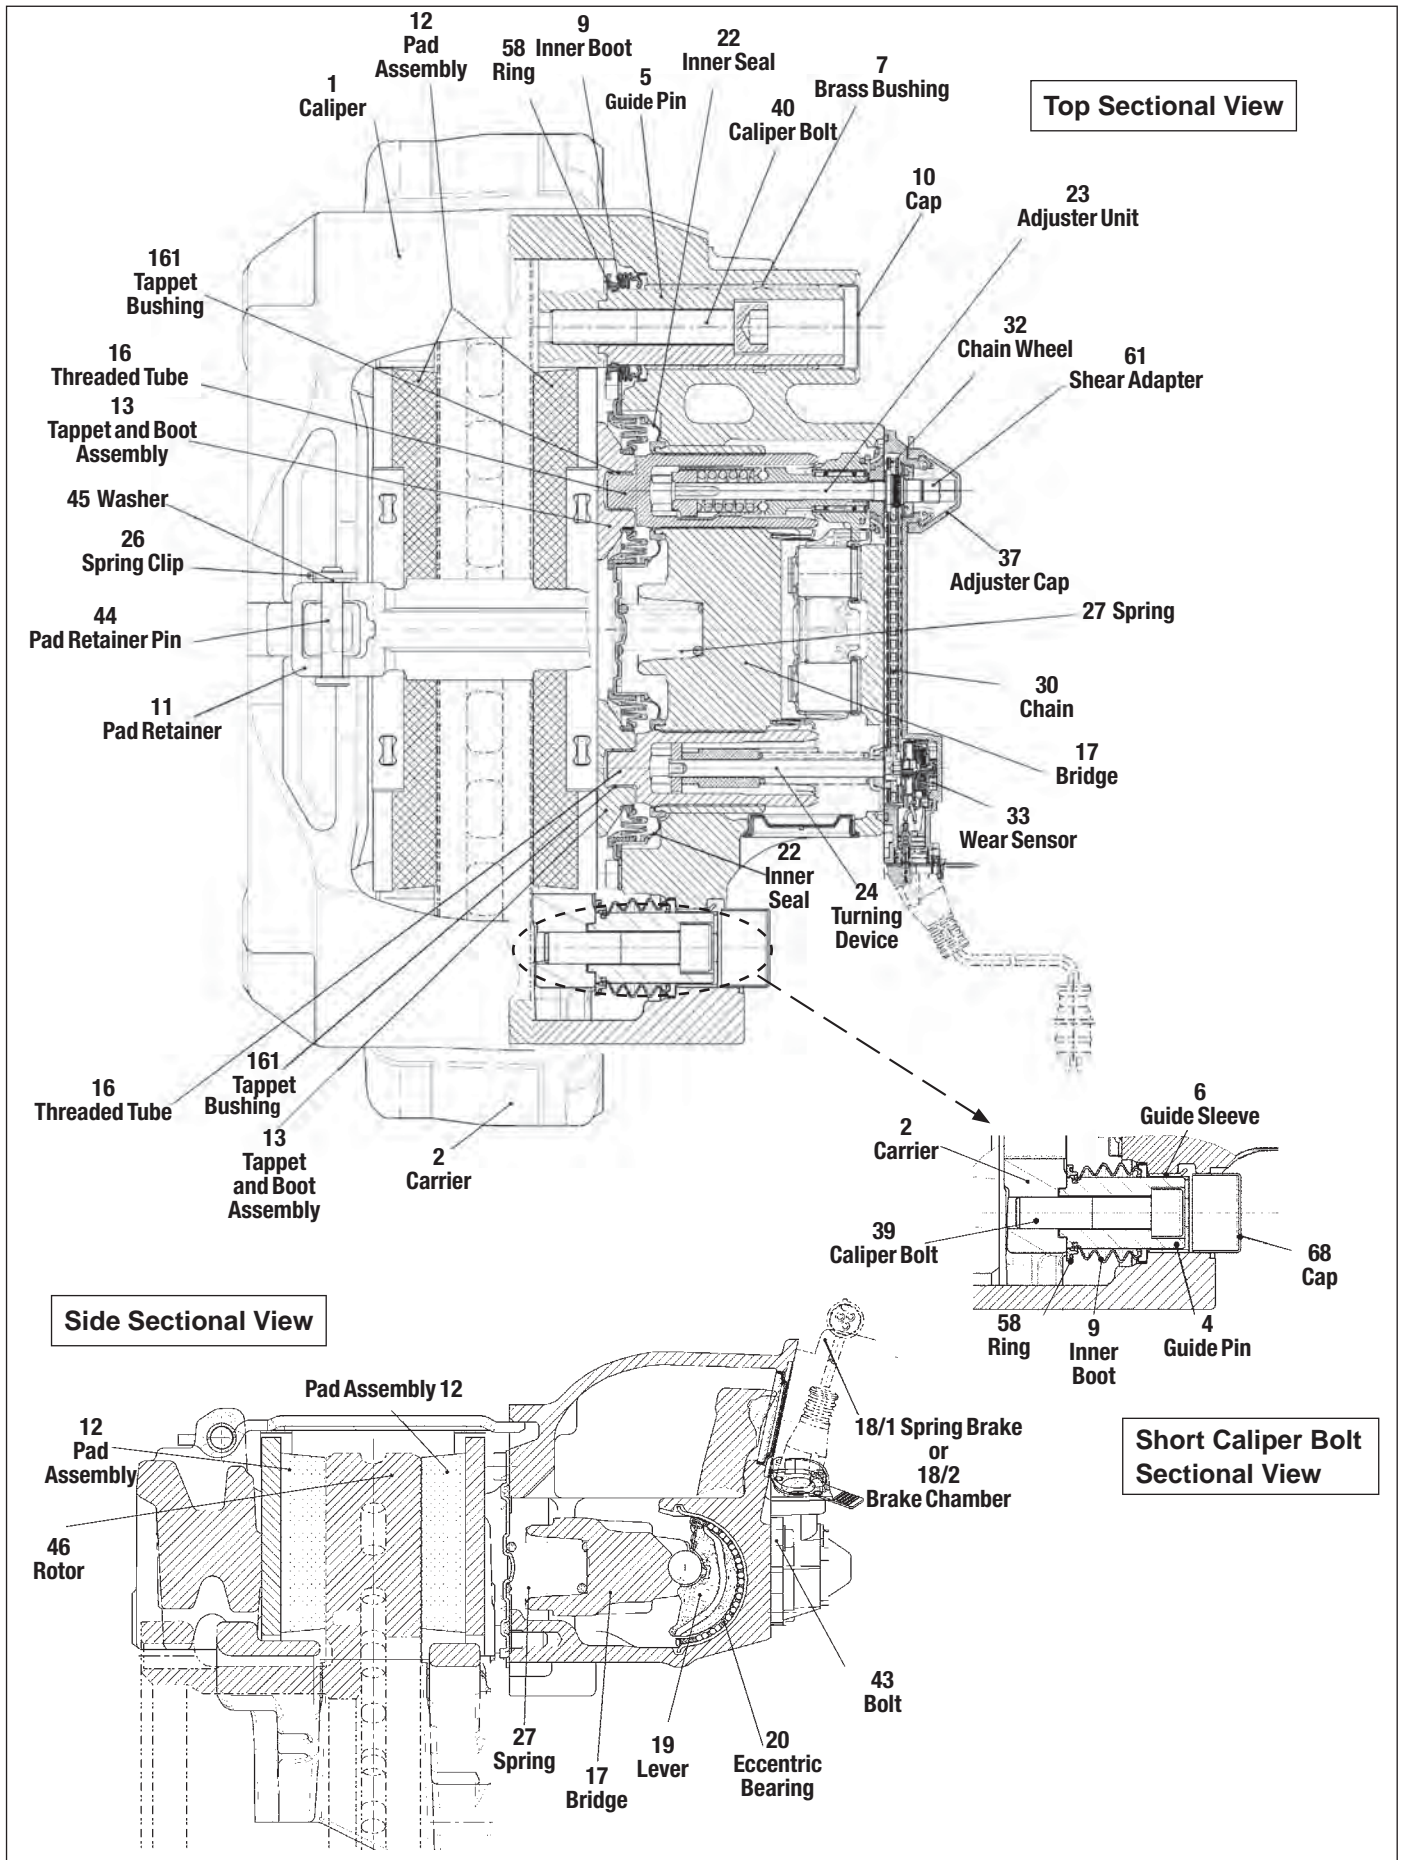 12
Pad
Assembly
9
Inner Boot
58
Ring
22
Inner Seal
5
Guide Pin
7
Brass Bushing
1
Caliper
40
Caliper Bolt
Top Sectional View
10
Cap
23
Adjuster Unit
161
Tappet
Bushing
32
Chain Wheel
61
Shear Adapter
16
Threaded Tube
13
Tappet and Boot
Assembly
45 Washer
26
Spring Clip
37
Adjuster Cap
44
Pad Retainer Pin
27 Spring
30
Chain
11
Pad Retainer
17
Bridge
33
Wear Sensor
22
Inner
Seal
24
Turning
Device
16
Threaded Tube
161
Tappet
Bushing
13
Tappet
and Boot
Assembly
2
Carrier
6
Guide Sleeve
2
Carrier
39
Caliper Bolt
68
Cap
58
Ring
9
Inner
Boot
4
Guide Pin
Short Caliper Bolt
Sectional View
Side Sectional View
Pad Assembly 12
12
Pad
Assembly
18/1 Spring Brake
or
18/2
Brake Chamber
46
Rotor
43
Bolt
27
Spring
17
Bridge
19
Lever
20
Eccentric
Bearing